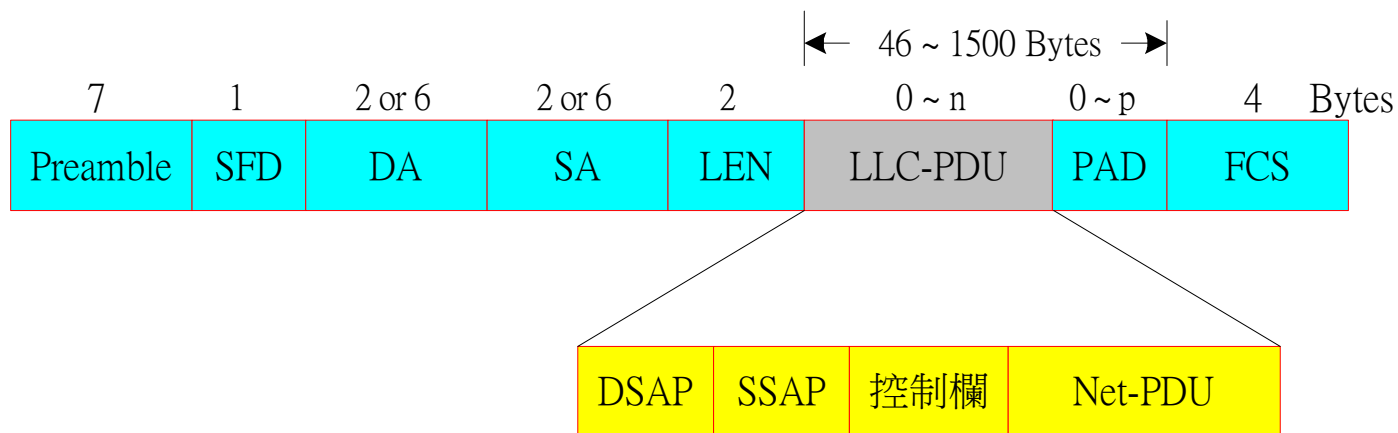 46 ~ 1500 Bytes
7 1 2 or 6 2 or 6 2 0 ~ n 0 ~ p 4 Bytes
Preamble SFD DA SA LEN LLC-PDU PAD FCS
DSAP SSAP 控制欄 Net-PDU